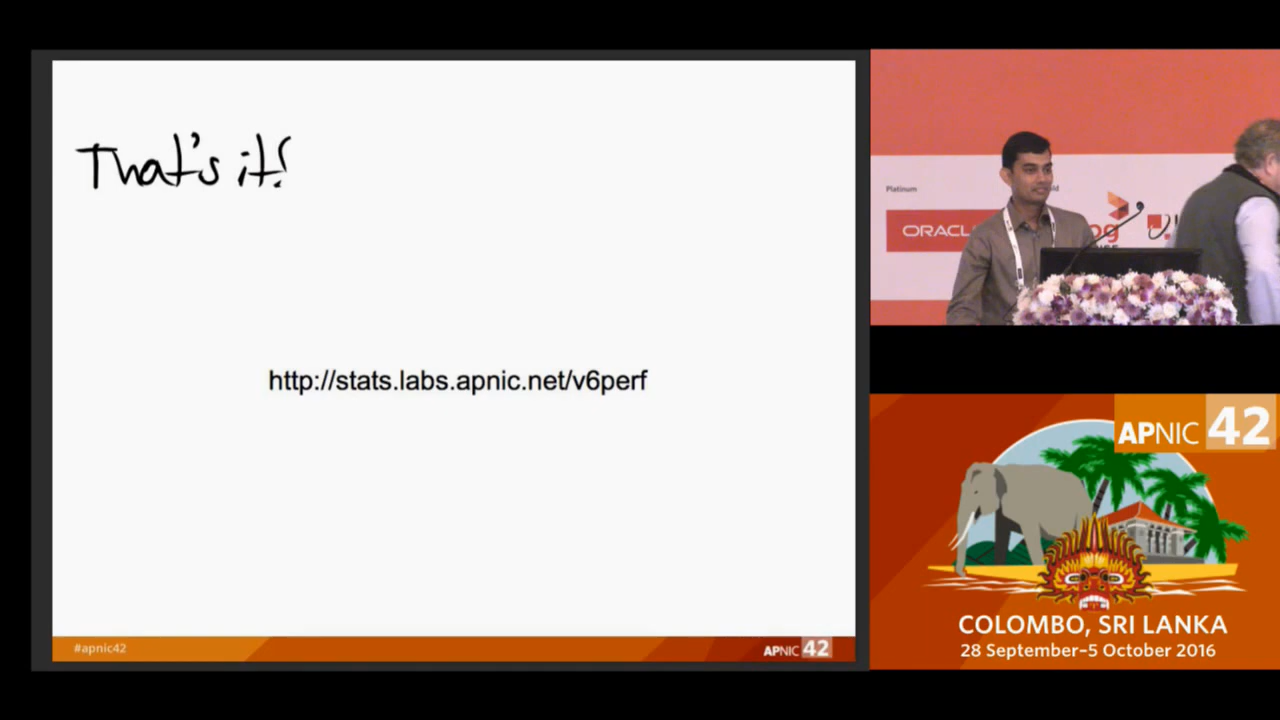 That's it!
http://stats.labs.apnic.net/v6perf
#apnic42
APNIC 42
Platinum
ORACL
APNIC 42
COLOMBO, SRI LANKA
28 September–5 October 2016